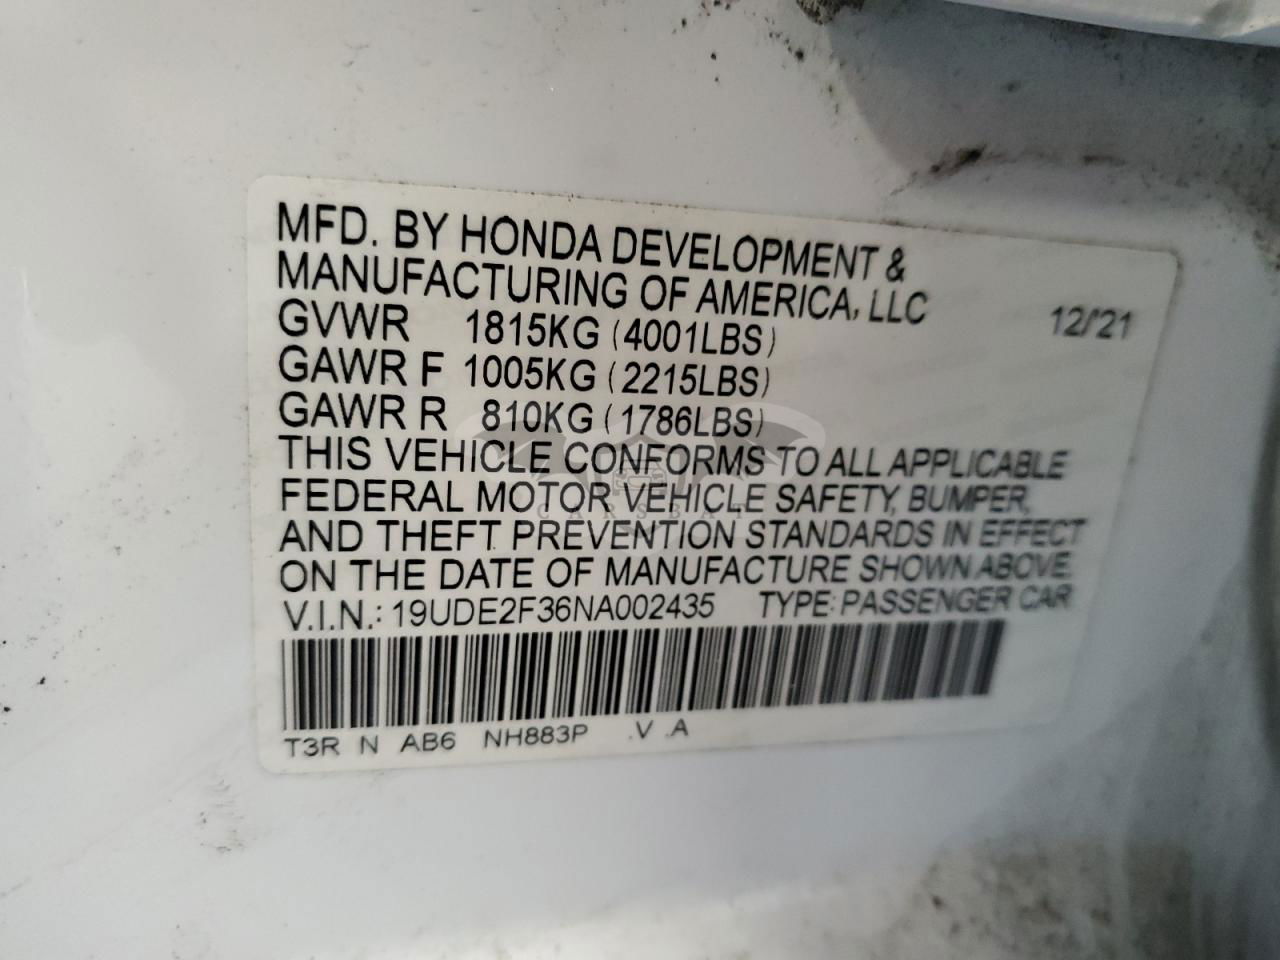 MFD. BY HONDA DEVELOPMENT &
MANUFACTURING OF AMERICA, LLC
12/'21
GVWR 1815KG (4001LBS)
GAWR F 1005KG (2215LBS)
GAWR R 810KG (1786LBS)
THIS VEHICLE CONFORMS TO ALL APPLICABLE
FEDERAL MOTOR VEHICLE SAFETY, BUMPER,
CARSBAT
AND THEFT PREVENTION STANDARDS IN EFFECT
ON THE DATE OF MANUFACTURE SHOWN ABOVE.
V.I.N.: 19UDE2F36NA002435 TYPE: PASSENGER CAR
T3R N AB6 NH883P .V .A